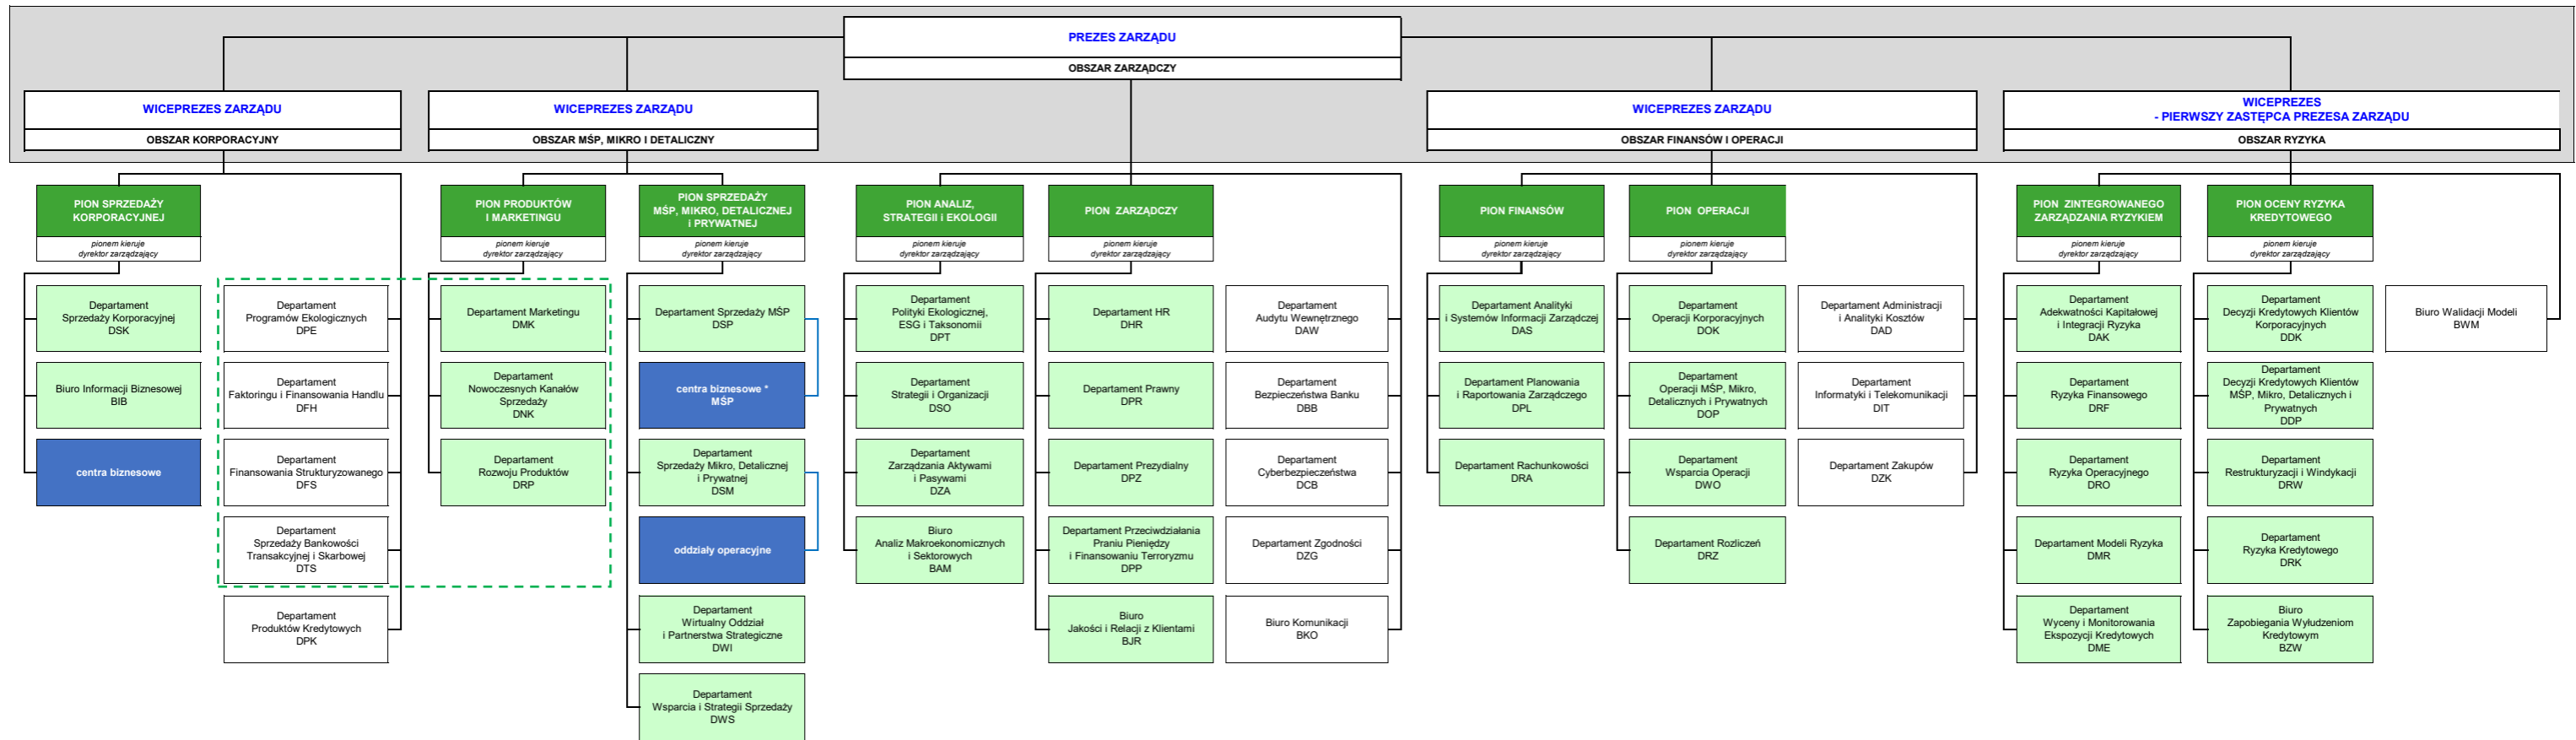 PREZES ZARZĄDU
OBSZAR ZARZĄDCZY
WICEPREZES ZARZĄDU
OBSZAR KORPORACYJNY
WICEPREZES ZARZĄDU
OBSZAR MŚP, MIKRO I DETALICZNY
WICEPREZES ZARZĄDU
OBSZAR FINANSÓW I OPERACJI
WICEPREZES
- PIERWSZY ZASTĘPCA PREZESA ZARZĄDU
OBSZAR RYZYKA
PION SPRZEDAŻY
KORPORACYJNEJ
pionem kieruje
dyrektor zarządzający
Departament
Sprzedaży Korporacyjnej
DSK
Biuro Informacji Biznesowej
BIB
centra biznesowe
Departament
Programów Ekologicznych
DPE
Departament
Faktoringu i Finansowania Handlu
DFH
Departament
Finansowania Strukturyzowanego
DFS
Departament
Sprzedaży Bankowości
Transakcyjnej i Skarbowej
DTS
Departament
Produktów Kredytowych
DPK
PION PRODUKTÓW
I MARKETINGU
pionem kieruje
dyrektor zarządzający
Departament Marketingu
DMK
Departament
Nowoczesnych Kanałów
Sprzedaży
DNK
Departament
Rozwoju Produktów
DRP
PION SPRZEDAŻY
MŚP, MIKRO, DETALICZNEJ
i PRYWATNEJ
pionem kieruje
dyrektor zarządzający
Departament Sprzedaży MŚP
DSP
centra biznesowe *
MŚP
Departament
Sprzedaży Mikro, Detalicznej
i Prywatnej
DSM
oddziały operacyjne
Departament
Wirtualny Oddział
i Partnerstwa Strategiczne
DWI
Departament
Wsparcia i Strategii Sprzedaży
DWS
PION ANALIZ,
STRATEGII i EKOLOGII
pionem kieruje
dyrektor zarządzający
Departament
Polityki Ekologicznej,
ESG i Taksonomii
DPT
Departament
Strategii i Organizacji
DSO
Departament
Zarządzania Aktywami
i Pasywami
DZA
Biuro
Analiz Makroekonomicznych
i Sektorowych
BAM
PION ZARZĄDCZY
pionem kieruje
dyrektor zarządzający
Departament HR
DHR
Departament Prawny
DPR
Departament Prezydialny
DPZ
Departament Przeciwdziałania
Praniu Pieniędzy
i Finansowaniu Terroryzmu
DPP
Biuro
Jakości i Relacji z Klientami
BJR
Departament
Audytu Wewnętrznego
DAW
Departament
Bezpieczeństwa Banku
DBB
Departament
Cyberbezpieczeństwa
DCB
Departament Zgodności
DZG
Biuro Komunikacji
BKO
PION FINANSÓW
pionem kieruje
dyrektor zarządzający
Departament Analityki
i Systemów Informacji Zarządczej
DAS
Departament Planowania
i Raportowania Zarządczego
DPL
Departament Rachunkowości
DRA
PION OPERACJI
pionem kieruje
dyrektor zarządzający
Departament
Operacji Korporacyjnych
DOK
Departament
Operacji MŚP, Mikro,
Detalicznych i Prywatnych
DOP
Departament
Wsparcia Operacji
DWO
Departament Rozliczeń
DRZ
Departament Administracji
i Analityki Kosztów
DAD
Departament
Informatyki i Telekomunikacji
DIT
Departament Zakupów
DZK
PION ZINTEGROWANEGO
ZARZĄDZANIA RYZYKIEM
pionem kieruje
dyrektor zarządzający
Departament
Adekwatności Kapitałowej
i Integracji Ryzyka
DAK
Departament
Ryzyka Finansowego
DRF
Departament
Ryzyka Operacyjnego
DRO
Departament Modeli Ryzyka
DMR
Departament
Wyceny i Monitorowania
Ekspozycji Kredytowych
DME
PION OCENY RYZYKA
KREDYTOWEGO
pionem kieruje
dyrektor zarządzający
Departament
Decyzji Kredytowych Klientów
Korporacyjnych
DDK
Departament
Decyzji Kredytowych Klientów
MŚP, Mikro, Detalicznych i
Prywatnych
DDP
Departament
Restrukturyzacji i Windykacji
DRW
Departament
Ryzyka Kredytowego
DRK
Biuro
Zapobiegania Wyłudzeniom
Kredytowym
BZW
Biuro Walidacji Modeli
BWM